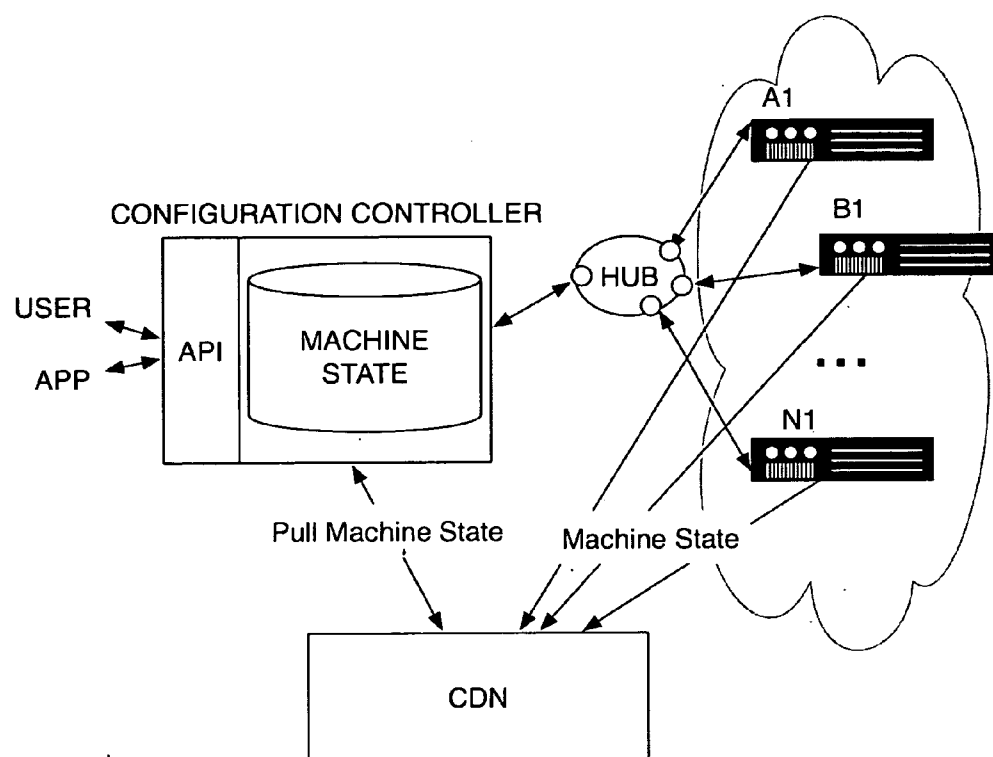 A1
B1
CONFIGURATION CONTROLLER
HUB
USER
APP
API
MACHINE
STATE
...
N1
Pull Machine State
Machine State
CDN